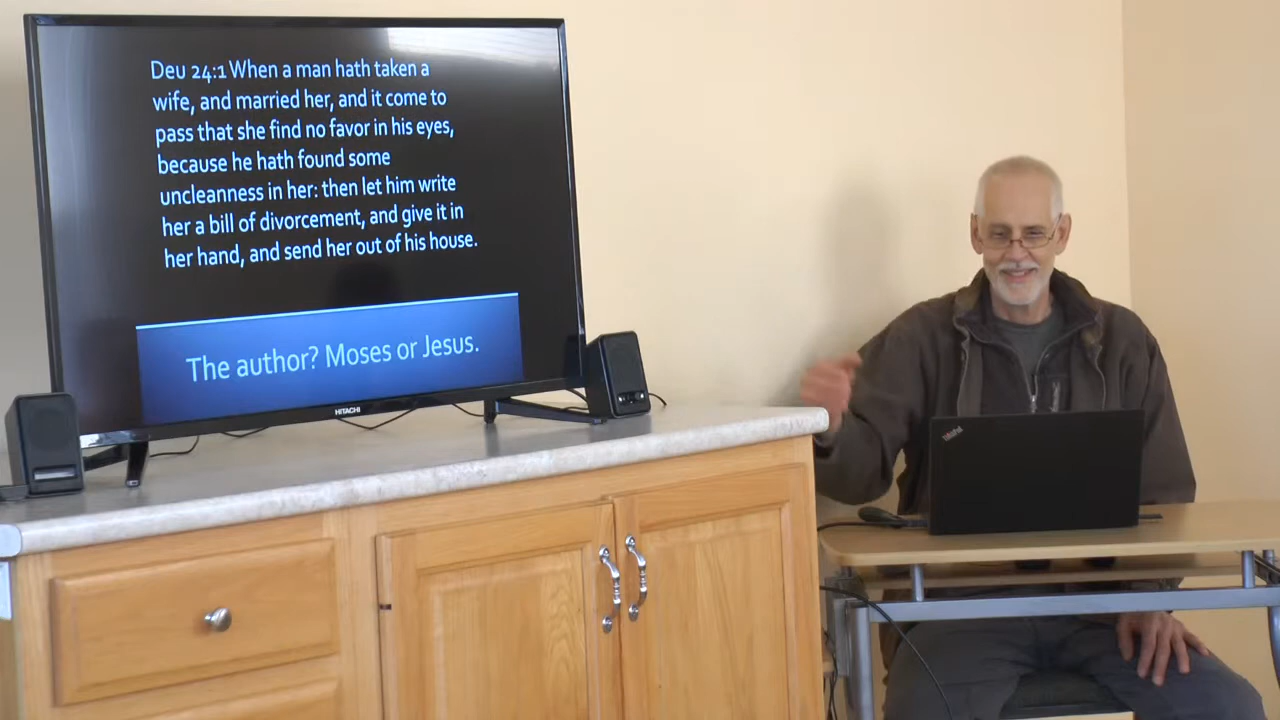 Deu 24:1 When a man hath taken a
wife, and married her, and it come to
pass that she find no favor in his eyes,
because he hath found some
uncleanness in her: then let him write
her a bill of divorcement, and give it in
her hand, and send her out of his house.
The author? Moses or Jesus.
HITACHI
ThinkPad